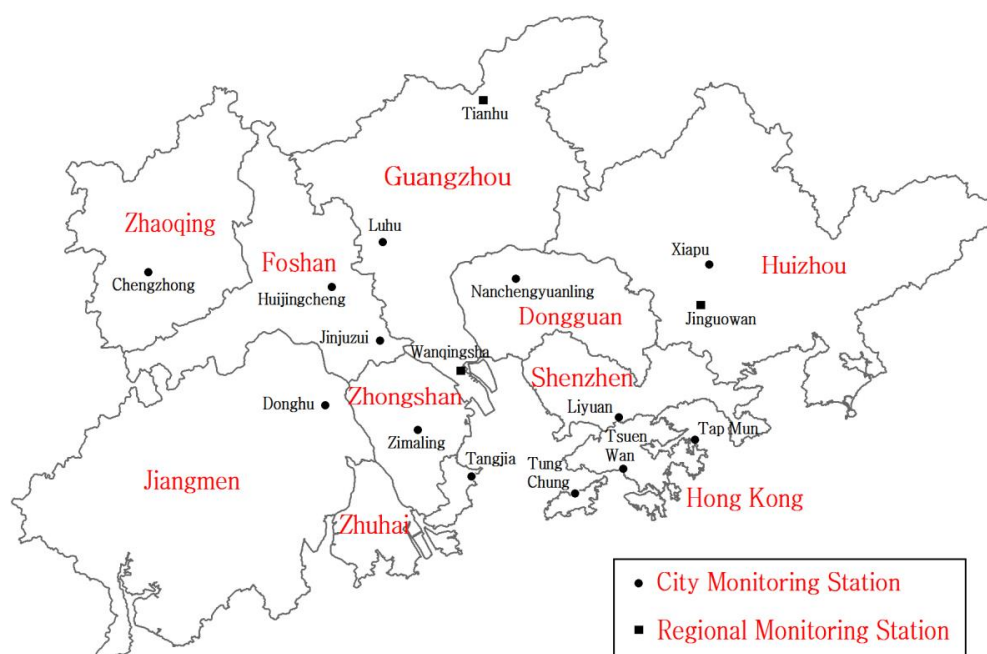 Tianhu
Guangzhou
Zhaoqing
Luhu
Xiapu
Foshan
Huizhou
Chengzhong
Huijingcheng
Nanchengyuanling
Dongguan
Jinguowan
Jinjuzui
Wanqingsha
Shenzhen
Zhongshan
Donghu
Liyuan
Tap Mun
Zimaling
Tsuen
Wan
Tangjia
Tung
Chung
Jiangmen
Hong Kong
Zhuhai
City Monitoring Station
Regional Monitoring Station